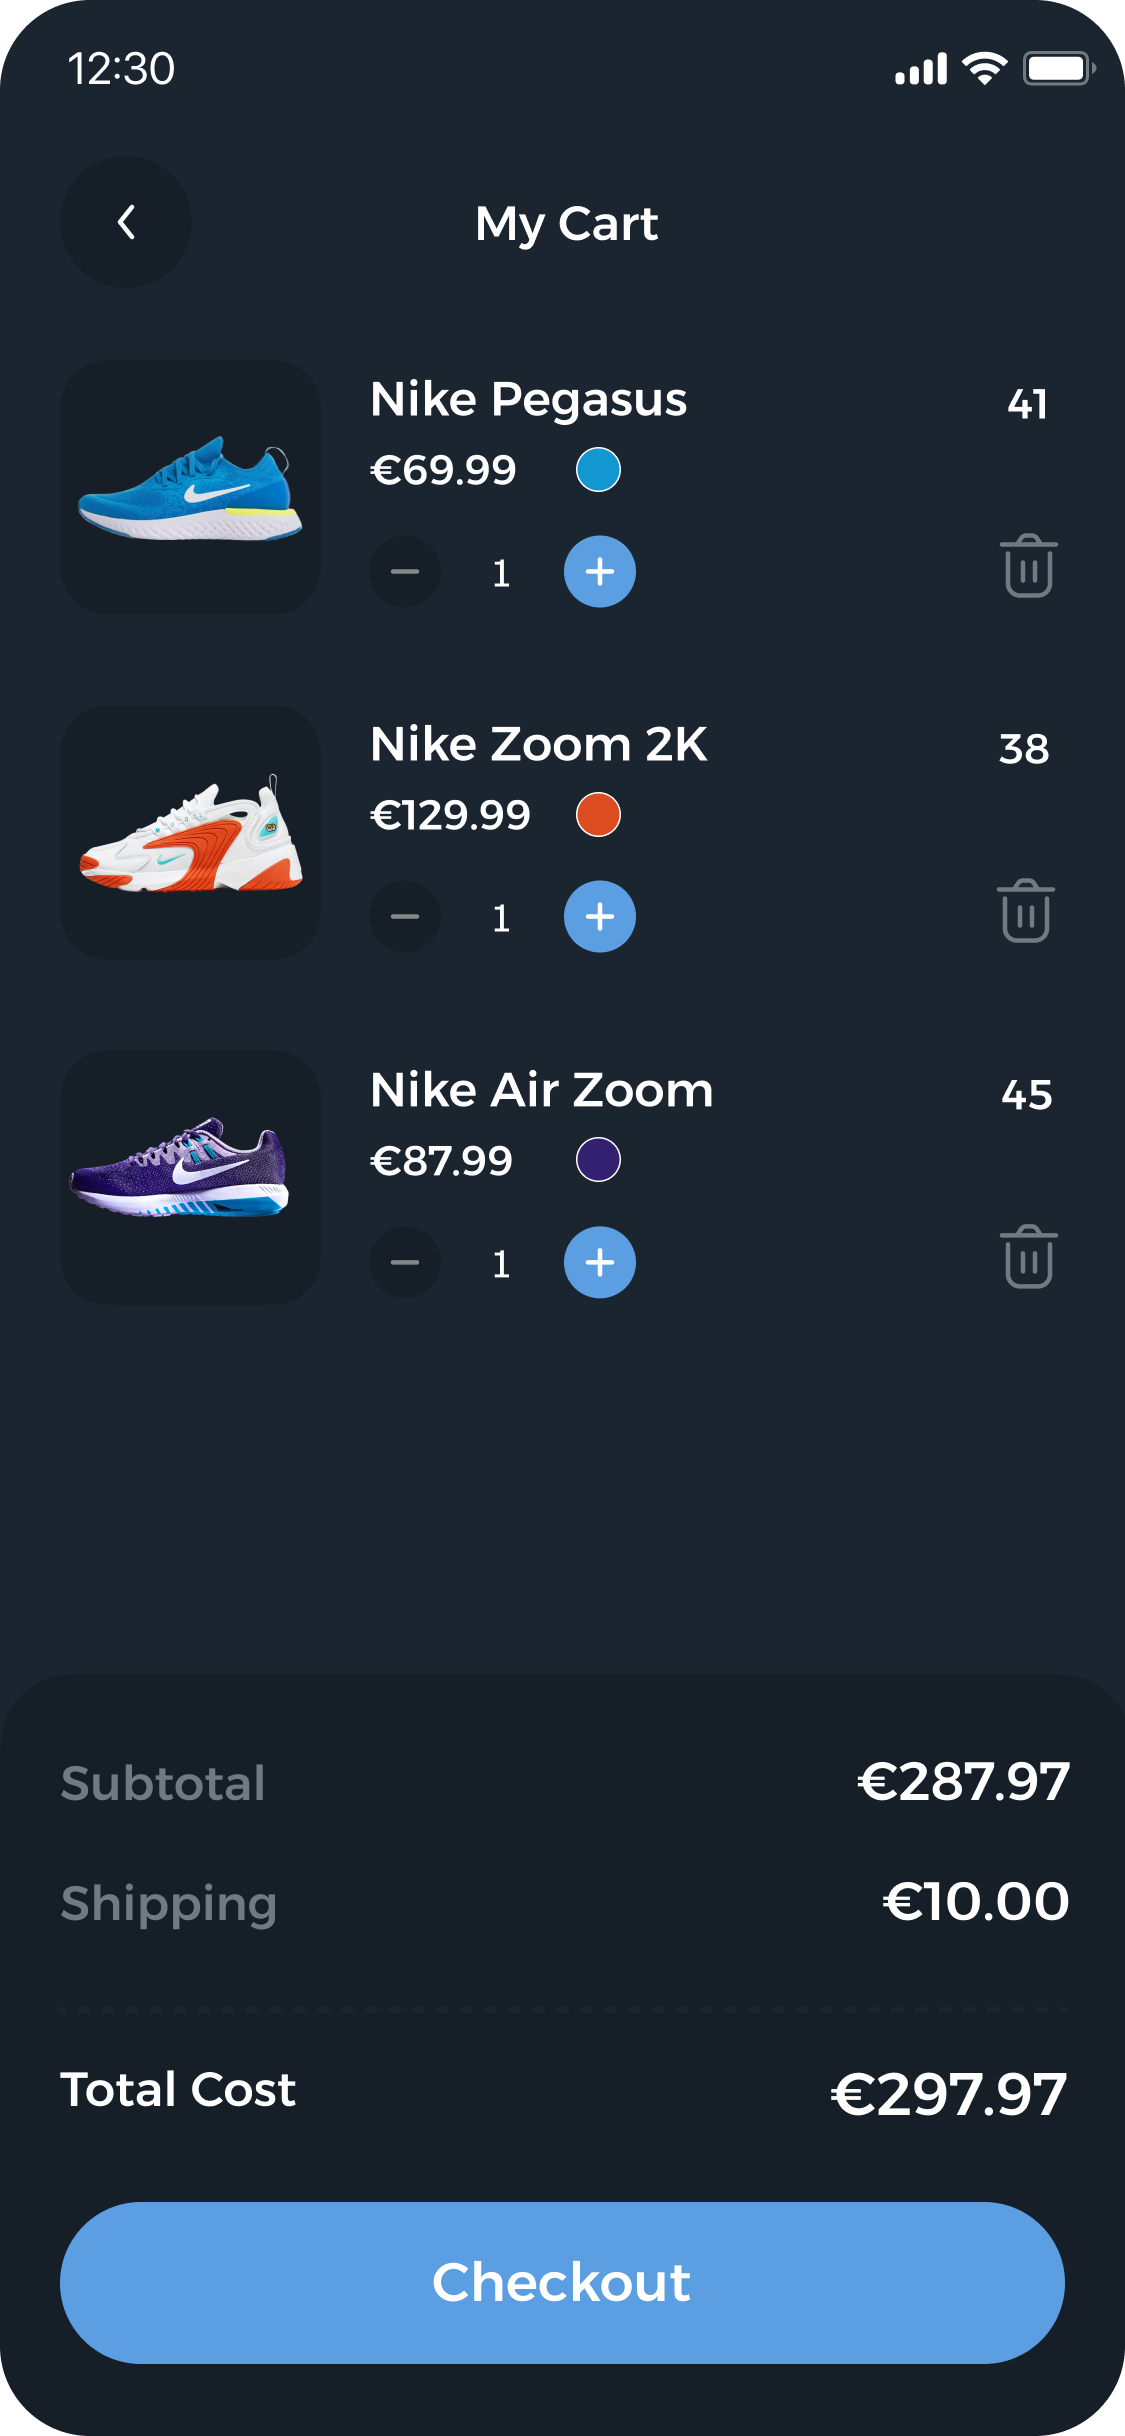 12:30
My Cart
Nike Pegasus
41
€69.99
1
Nike Zoom 2K
38
€129.99
1
Nike Air Zoom
45
€87.99
1
Subtotal
€287.97
Shipping
€10.00
Total Cost
€297.97
Checkout